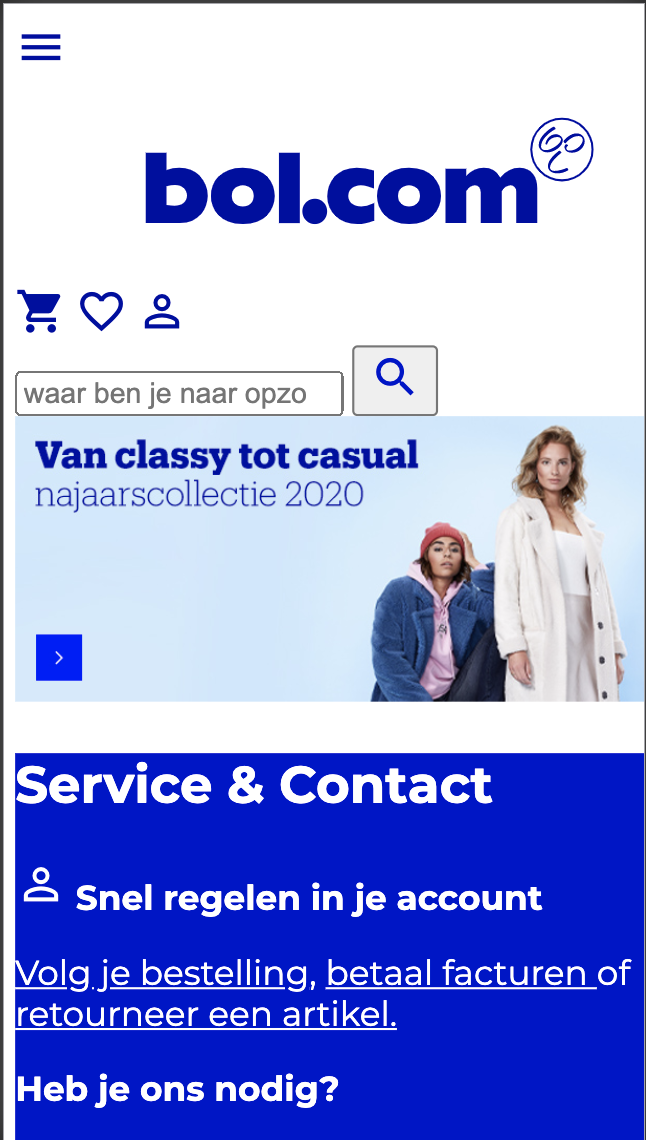 bol.com
waar ben je naar opzo
Van classy tot casual
najaarscollectie 2020
Service & Contact
Snel regelen in je account
Volg je bestelling, betaal facturen of
retourneer een artikel.
Heb je ons nodig?